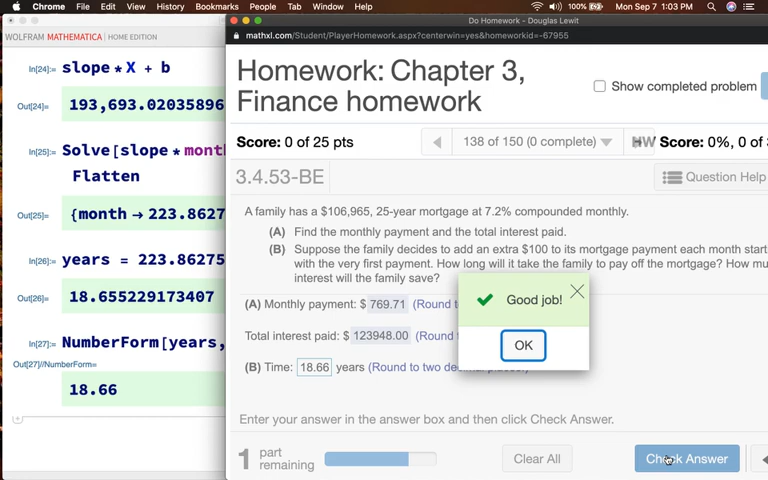 Chrome File Edit View History Bookmarks People Tab Window Help 100% Mon Sep 7 1:03 PM
Do Homework - Douglas Lewit
mathxl.com/Student/PlayerHomework.aspx?centerwin=yes&homeworkid=-67955
WOLFRAM MATHEMATICA | HOME EDITION
In[24]:= slope*X + b
Out[24]= 193,693.02035896
In[25]:= Solve[slope*mont
Flatten
Out[25]= {month → 223.8627
In[26]:= years = 223.86275
Out[26]= 18.655229173407
In[27]:= NumberForm[years,
Out[27]//NumberForm=
18.66
Homework: Chapter 3,
Finance homework
Show completed problem
Score: 0 of 25 pts
138 of 150 (0 complete)
HW Score: 0%, 0 of
3.4.53-BE
Question Help
A family has a $106,965, 25-year mortgage at 7.2% compounded monthly.
(A) Find the monthly payment and the total interest paid.
(B) Suppose the family decides to add an extra $100 to its mortgage payment each month start
with the very first payment. How long will it take the family to pay off the mortgage? How mu
interest will the family save?
(A) Monthly payment: $ 769.71 (Round t
Total interest paid: $ 123948.00 (Round t
(B) Time: 18.66 years (Round to two decimal places.)
Good job!
OK
Enter your answer in the answer box and then click Check Answer.
1 part
remaining
Clear All
Check Answer